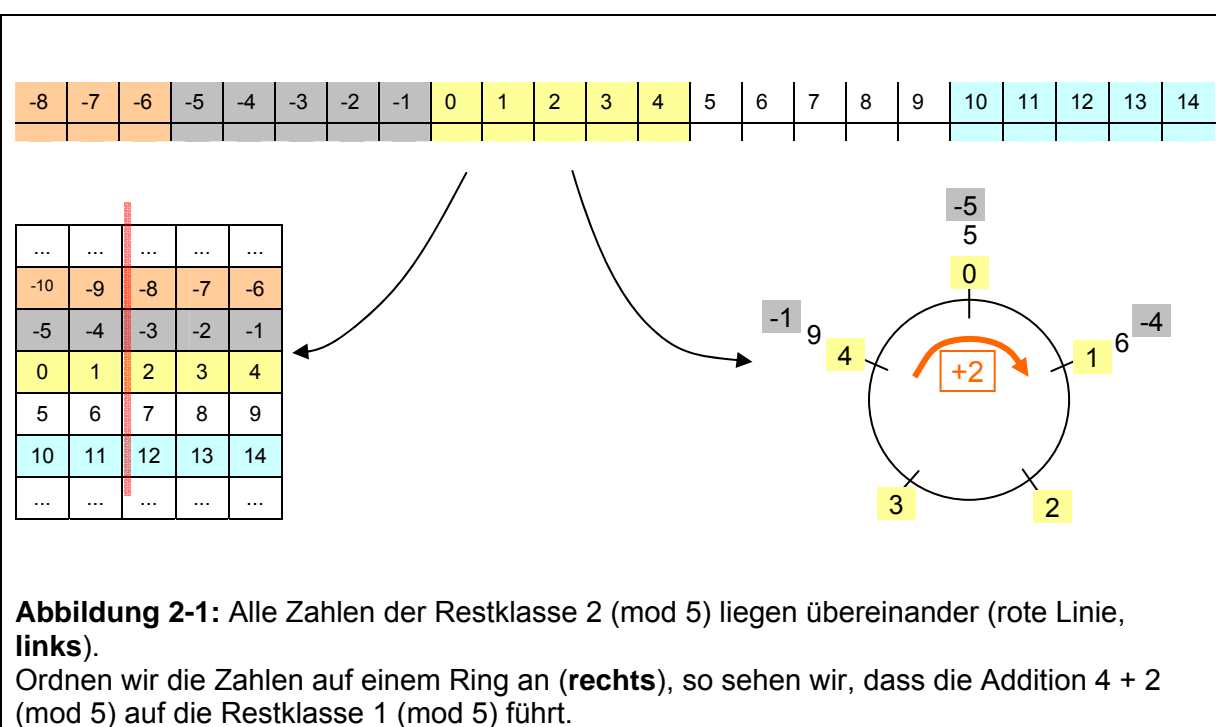 -8 -7 -6 -5 -4 -3 -2 -1 0 1 2 3 4 5 6 7 8 9 10 11 12 13 14
... ... ... ... ...
-10 -9 -8 -7 -6
-5 -4 -3 -2 -1
0 1 2 3 4
5 6 7 8 9
10 11 12 13 14
... ... ... ... ...
-5
5
0
-1 9 4
1 6 -4
+2
3
2
Abbildung 2-1: Alle Zahlen der Restklasse 2 (mod 5) liegen übereinander (rote Linie,
links).
Ordnen wir die Zahlen auf einem Ring an (rechts), so sehen wir, dass die Addition 4 + 2
(mod 5) auf die Restklasse 1 (mod 5) führt.